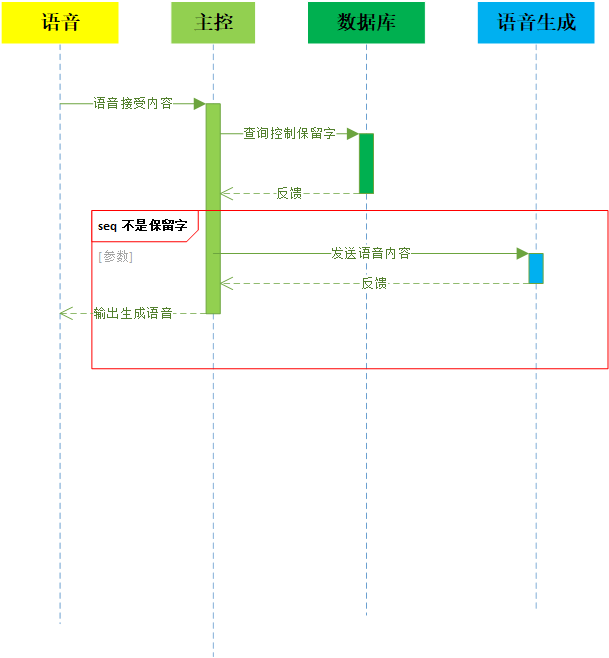 语音
主控
数据库
语音生成
语音接受内容
查询控制保留字
反馈
seq 不是保留字
[参数]
发送语音内容
反馈
输出生成语音